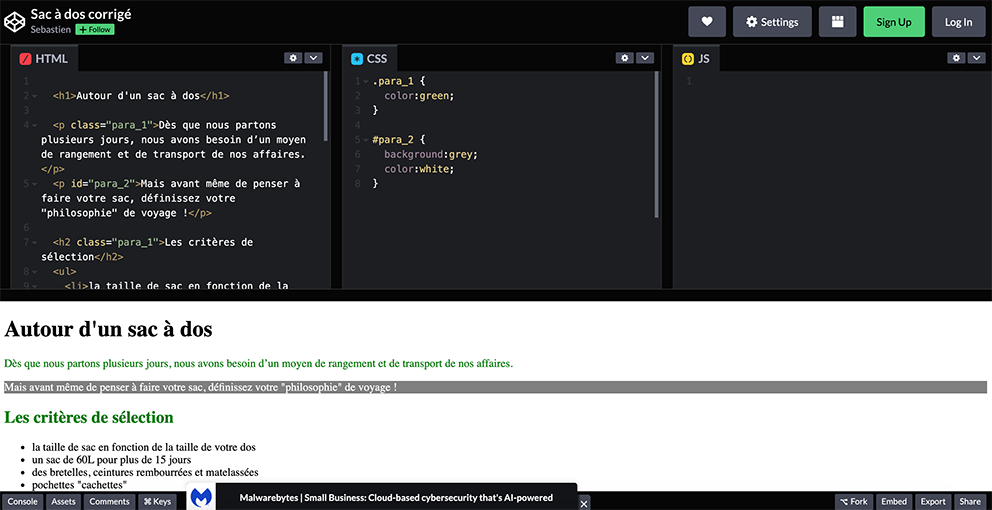 Sac à dos corrigé
Sebastien + Follow
Settings
Sign Up
Log In
HTML
1
2 <h1>Autour d'un sac à dos</h1>
3
4 <p class="para_1">Dès que nous partons
plusieurs jours, nous avons besoin d’un moyen
de rangement et de transport de nos affaires.
</p>
5 <p id="para_2">Mais avant même de penser à
faire votre sac, définissez votre
"philosophie" de voyage !</p>
6
7 <h2 class="para_1">Les critères de
sélection</h2>
8 <ul>
9 <li>la taille de sac en fonction de la
CSS
1 .para_1 {
2 color:green;
3 }
4
5 #para_2 {
6 background:grey;
7 color:white;
8 }
JS
1
Autour d'un sac à dos
Dès que nous partons plusieurs jours, nous avons besoin d’un moyen de rangement et de transport de nos affaires.
Mais avant même de penser à faire votre sac, définissez votre "philosophie" de voyage !
Les critères de sélection
• la taille de sac en fonction de la taille de votre dos
• un sac de 60L pour plus de 15 jours
• des bretelles, ceintures rembourrées et matelassées
• pochettes "cachettes"
Console
Assets
Comments
⌘ Keys
Malwarebytes | Small Business: Cloud-based cybersecurity that's AI-powered
×
⌥ Fork
Embed
Export
Share